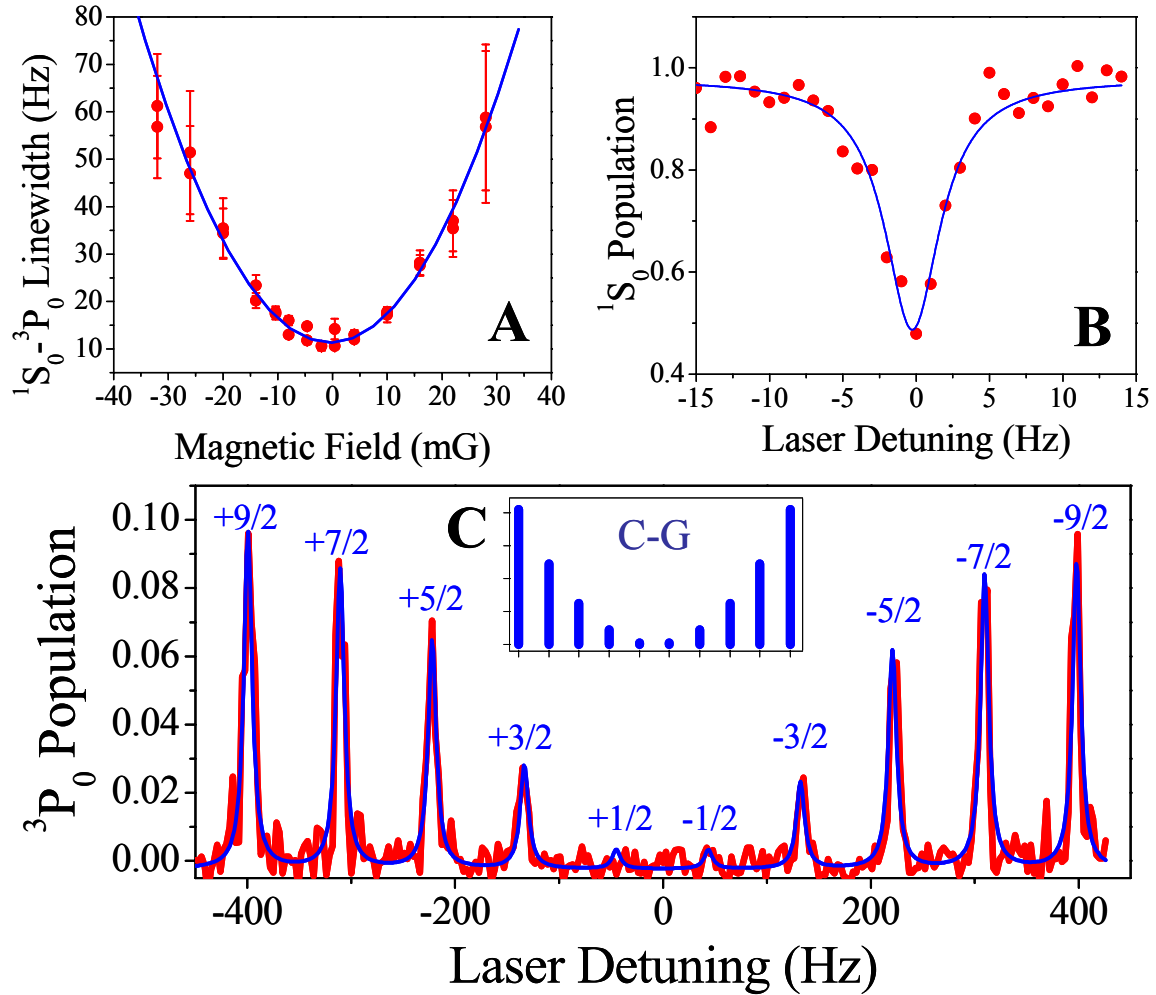 80
70
60
50
40
30
20
10
-40 -30 -20 -10 0 10 20 30 40
¹S₀-³P₀ Linewidth (Hz)
Magnetic Field (mG)
A
1.0
0.8
0.6
0.4
-15 -10 -5 0 5 10 15
¹S₀ Population
Laser Detuning (Hz)
B
0.10
0.08
0.06
0.04
0.02
0.00
-400 -200 0 200 400
³P₀ Population
Laser Detuning (Hz)
C
C-G
+9/2
+7/2
+5/2
+3/2
+1/2
-1/2
-3/2
-5/2
-7/2
-9/2